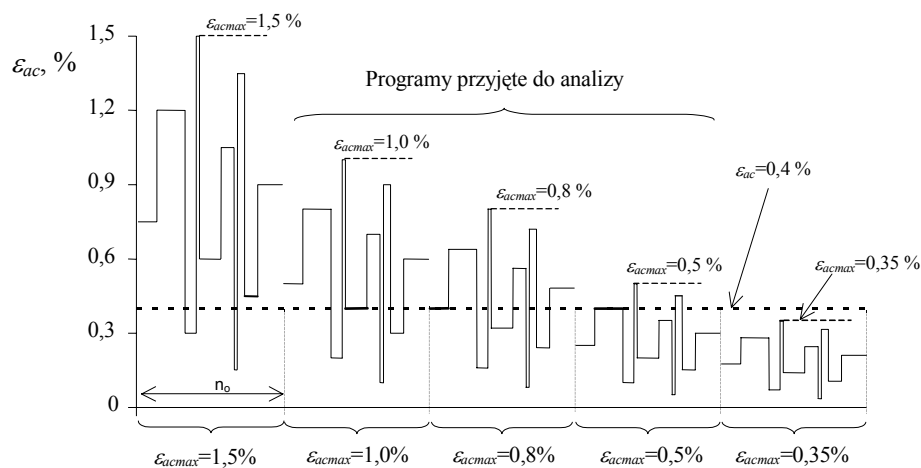 εacmax=1,5 %
1,5
εac, %
Programy przyjęte do analizy
1,2
εacmax=1,0 %
εac=0,4 %
0,9
εacmax=0,8 %
εacmax=0,5 %
εacmax=0,35 %
0,6
0,3
no
0
εacmax=1,5%
εacmax=1,0%
εacmax=0,8%
εacmax=0,5%
εacmax=0,35%